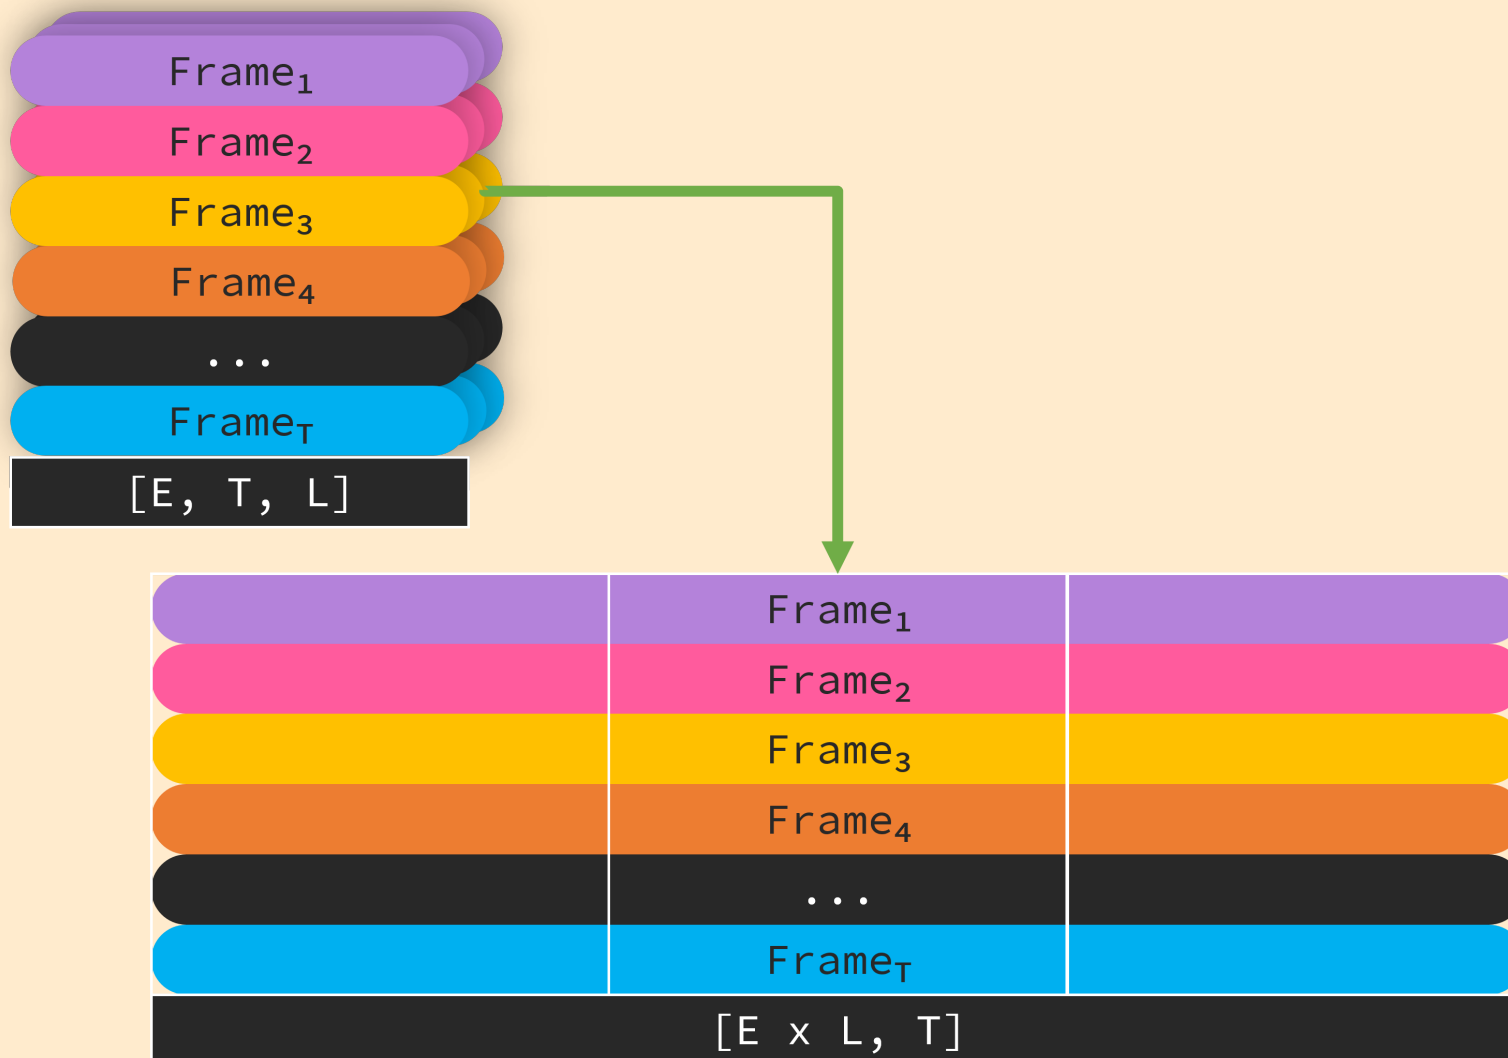 Frame₁
Frame₂
Frame₃
Frame₄
...
Frame_T
[E, T, L]
Frame₁
Frame₂
Frame₃
Frame₄
...
Frame_T
[E x L, T]